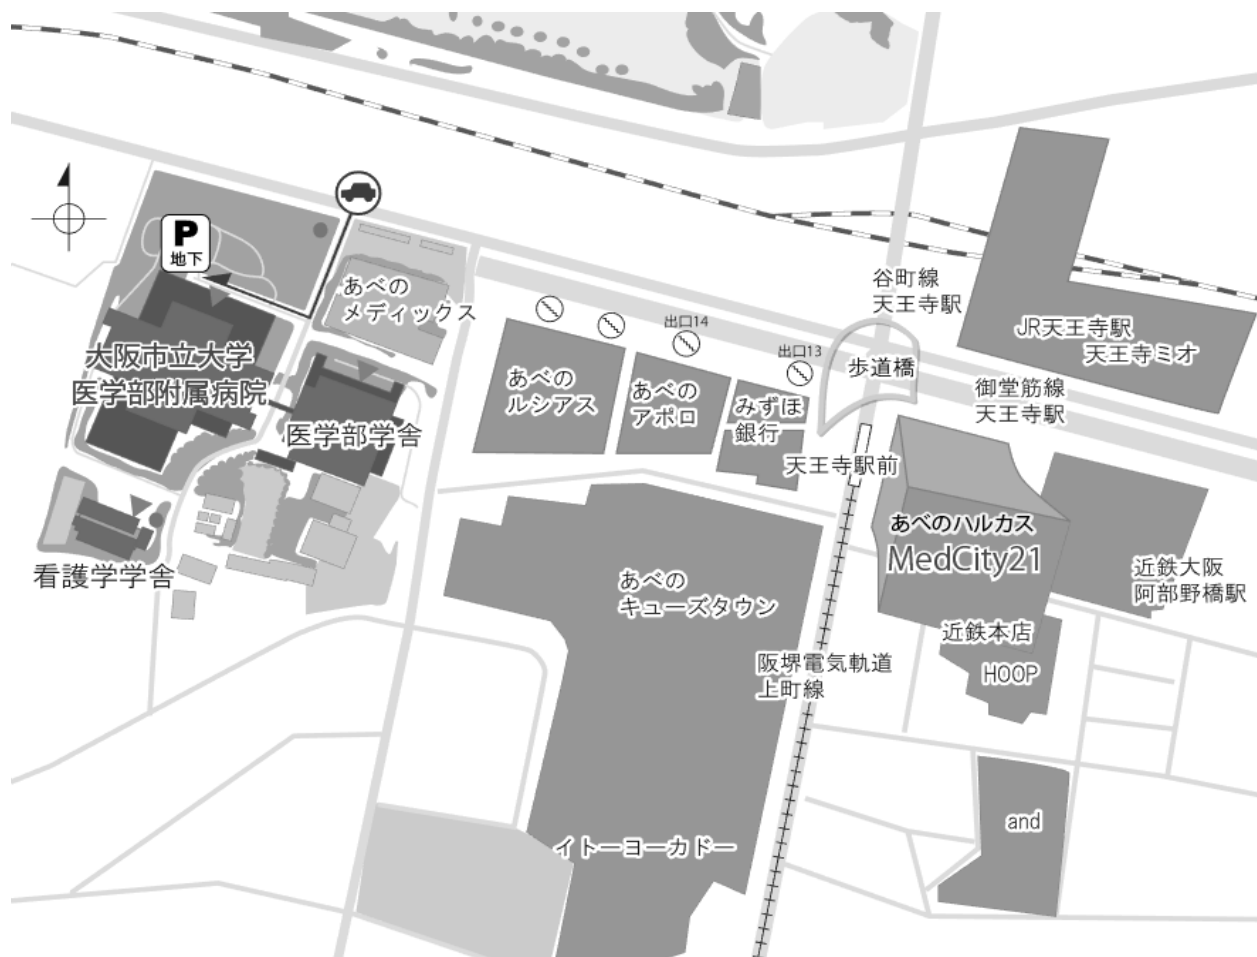 P
地下
あべの
メディックス
大阪市立大学
医学部附属病院
医学部学舎
看護学学舎
あべの
ルシアス
出口14
あべの
アポロ
出口13
みずほ
銀行
谷町線
天王寺駅
歩道橋
JR天王寺駅
天王寺ミオ
御堂筋線
天王寺駅
天王寺駅前
あべのハルカス
MedCity21
近鉄大阪
阿部野橋駅
近鉄本店
HOOP
あべの
キューズタウン
阪堺電気軌道
上町線
イトーヨーカドー
and